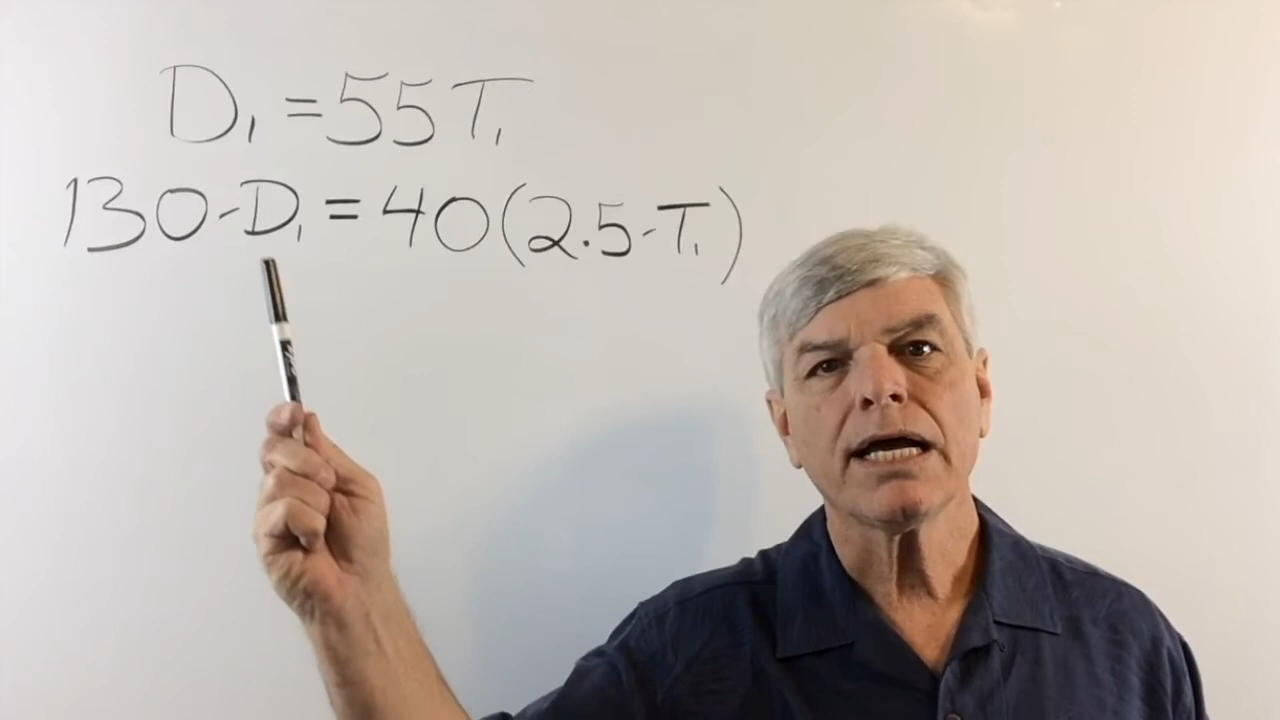 D₁ = 55T₁
130 - D₁ = 40(2.5 - T₁)